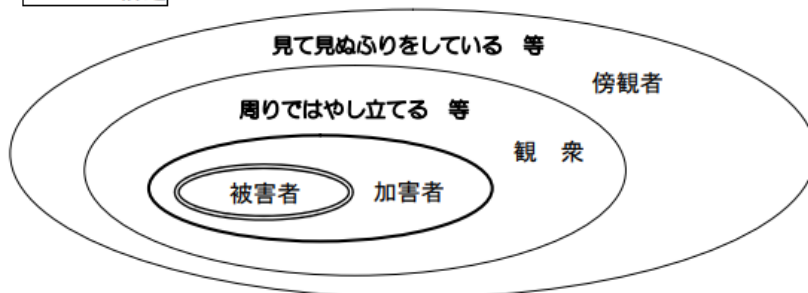 見て見ぬふりをしている　等
傍観者
周りではやし立てる　等
観　衆
被害者
加害者